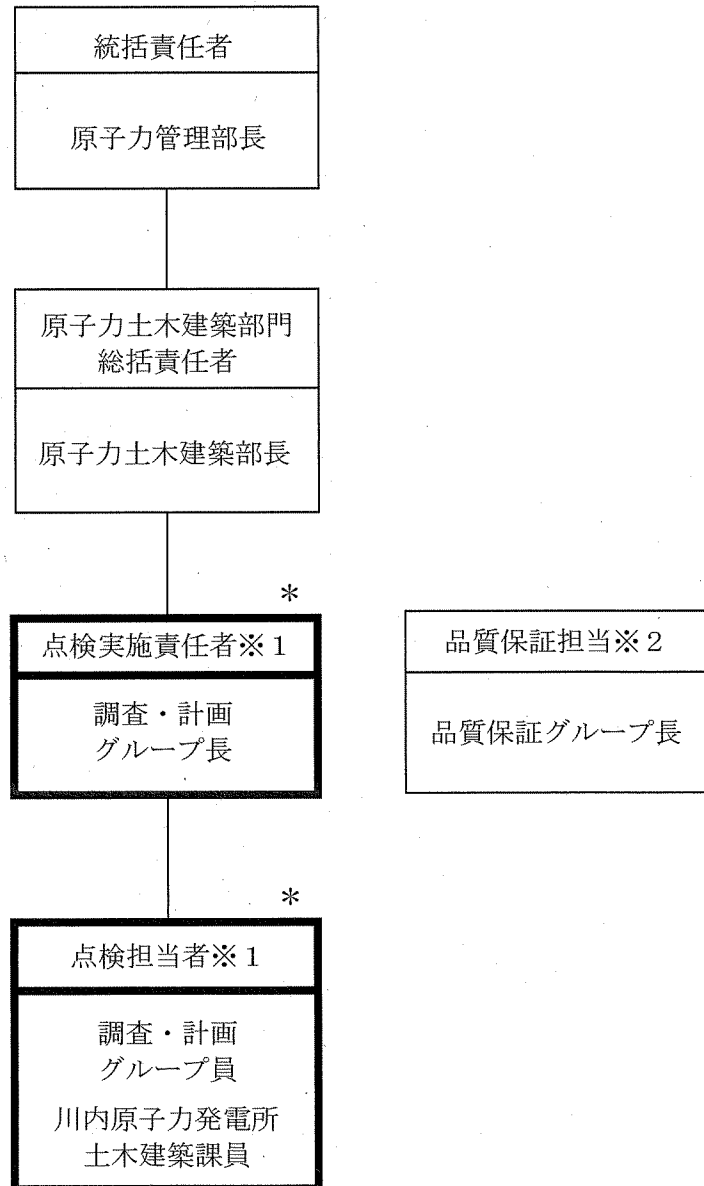 統括責任者
原子力管理部長
原子力土木建築部門
総括責任者
原子力土木建築部長
*
点検実施責任者※1
調査・計画
グループ長
品質保証担当※2
品質保証グループ長
*
点検担当者※1
調査・計画
グループ員
川内原子力発電所
土木建築課員